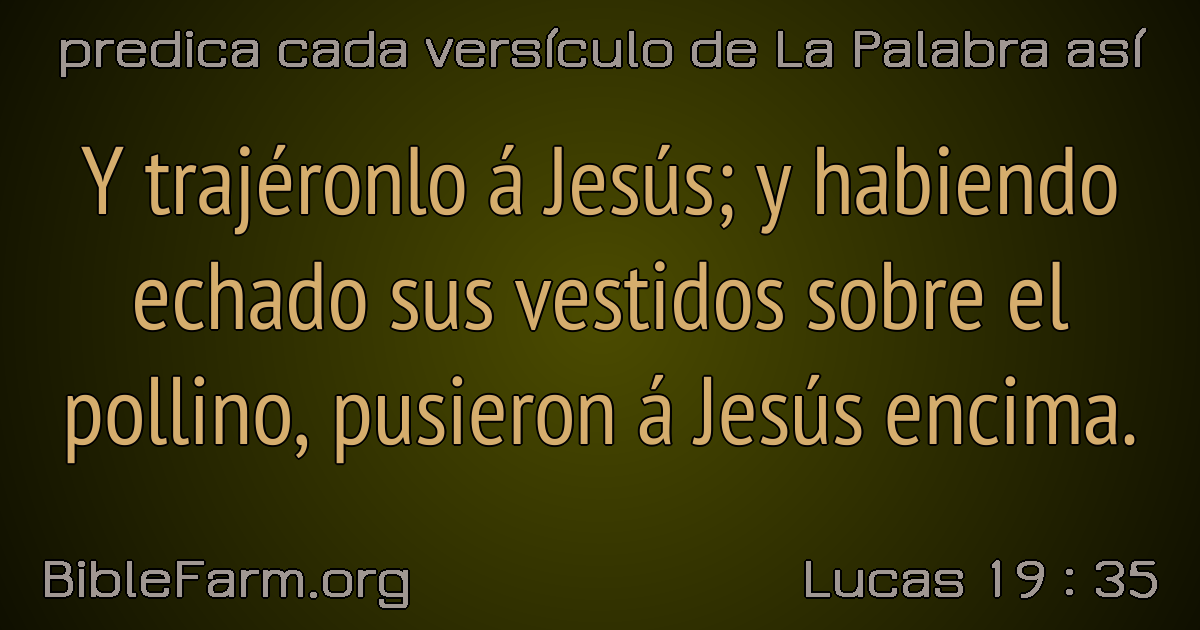 predica cada versículo de La Palabra así
Y trajéronlo á Jesús; y habiendo
echado sus vestidos sobre el
pollino, pusieron á Jesús encima.
BibleFarm.org
Lucas 19 : 35